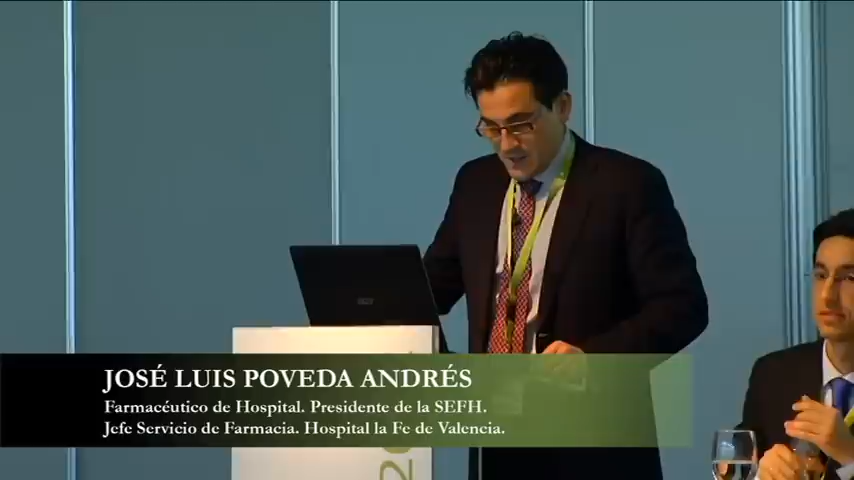 JOSÉ LUIS POVEDA ANDRÉS
Farmacéutico de Hospital. Presidente de la SEFH.
Jefe Servicio de Farmacia. Hospital la Fe de Valencia.